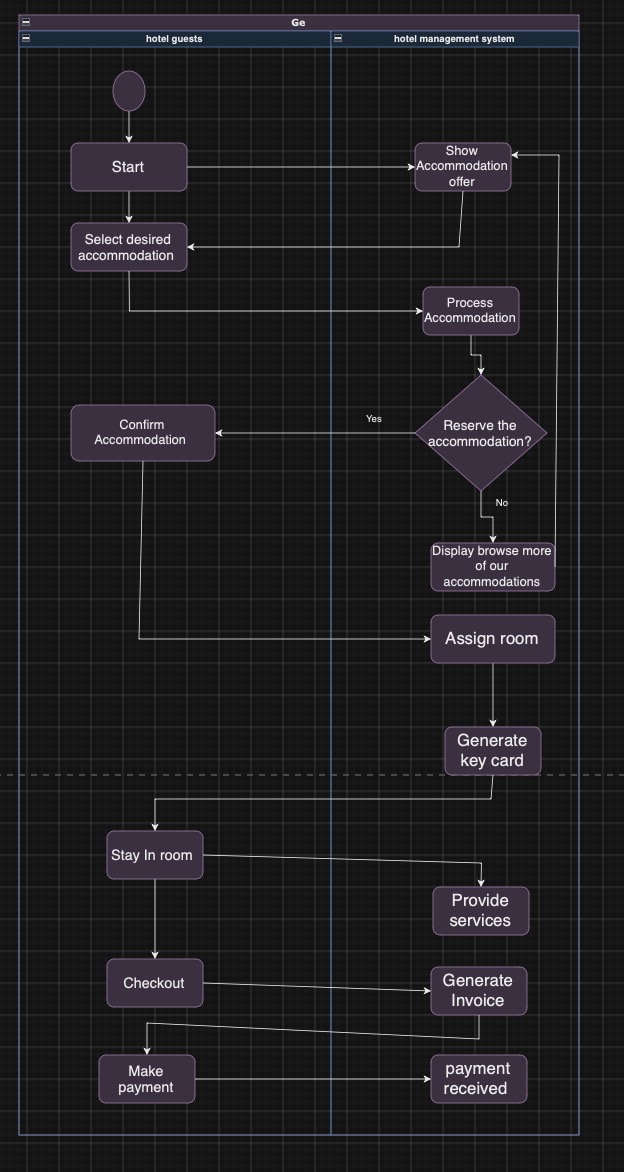 Ge
hotel guests
hotel management system
Start
Show
Accommodation
offer
Select desired
accommodation
Process
Accommodation
Confirm
Accommodation
Yes
Reserve the
accommodation?
No
Display browse more
of our
accommodations
Assign room
Generate
key card
Stay In room
Provide
services
Checkout
Generate
Invoice
Make
payment
payment
received